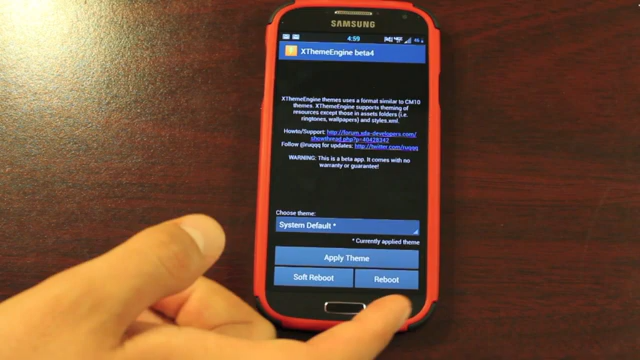 SAMSUNG
4:59
XThemeEngine beta4
XThemeEngine themes uses a format similar to CM10
themes. XThemeEngine supports theming of
resources except those in assets folders (i.e.
ringtones, wallpapers) and styles.xml.
Howto/Support: http://forum.xda-developers.com/
showthread.php?p=40428342
Follow @nuqqq for updates: http://twitter.com/nuqqq
WARNING: This is a beta app. It comes with no
warranty or guarantee!
Choose theme:
System Default *
* Currently applied theme
Apply Theme
Soft Reboot
Reboot